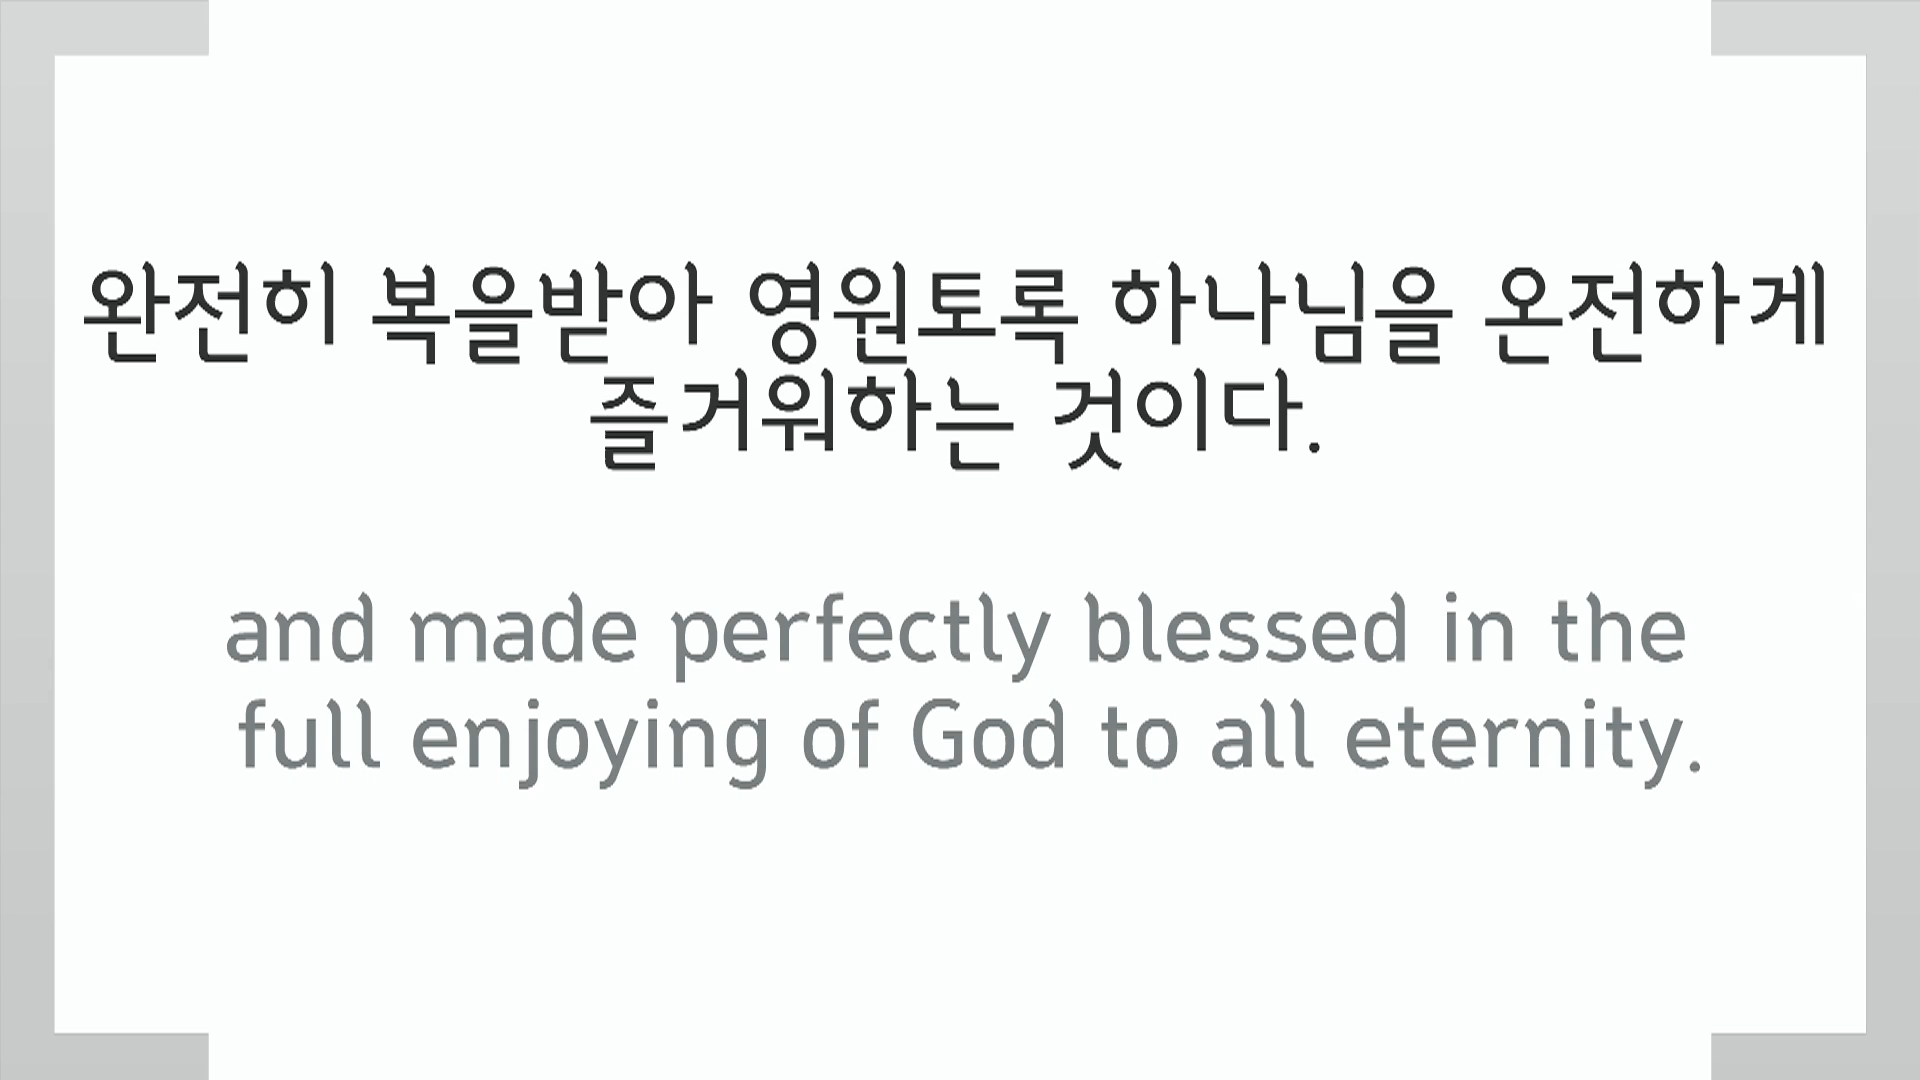 완전히 복을받아 영원토록 하나님을 온전하게
즐거워하는 것이다.
and made perfectly blessed in the
full enjoying of God to all eternity.